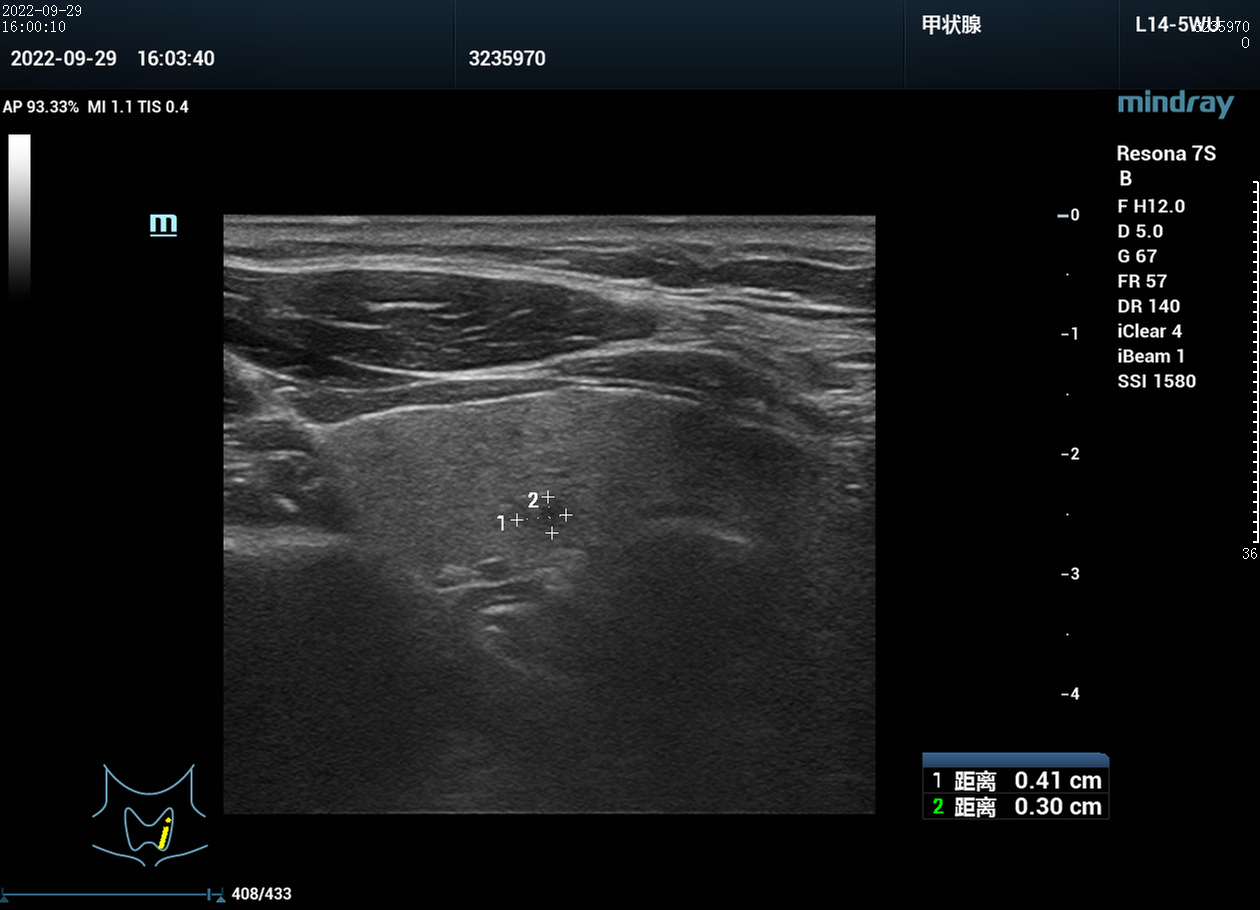 2022-09-29
16:00:10
甲状腺
L14-5WU
3235970
0
2022-09-29 16:03:40
3235970
AP 93.33% MI 1.1 TIS 0.4
mindray
Resona 7S
B
F H12.0
D 5.0
G 67
FR 57
DR 140
iClear 4
iBeam 1
SSI 1580
m
0
-1
-2
-3
-4
36
2
1
1 距离 0.41 cm
2 距离 0.30 cm
408/433